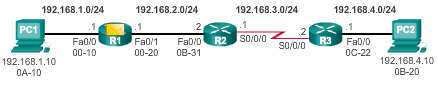 192.168.1.0/24 192.168.2.0/24 192.168.3.0/24 192.168.4.0/24
PC1 .1 R1 .1 .2 R2 .1 .2 R3 .1 PC2
Fa0/0 Fa0/1 Fa0/0 S0/0/0 S0/0/0 Fa0/0
00-10 00-20 0B-31 0C-22
192.168.1.10 192.168.4.10
0A-10 0B-20